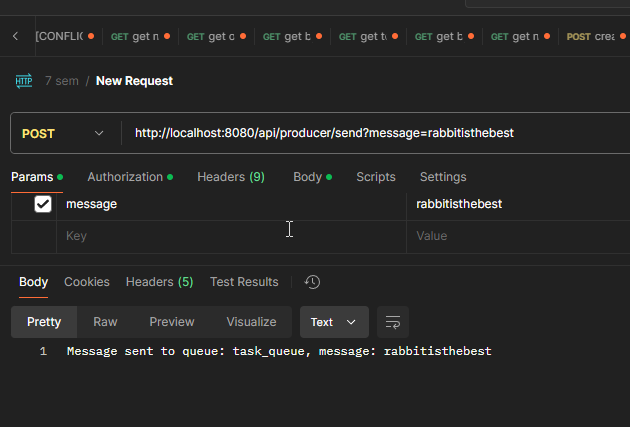 [CONFLIC GET get n GET get c GET get b GET get t GET get b GET get n POST crea
HTTP 7 sem / New Request
POST http://localhost:8080/api/producer/send?message=rabbitisthebest
Params Authorization Headers (9) Body Scripts Settings
message rabbitisthebest
Key Value
Body Cookies Headers (5) Test Results
Pretty Raw Preview Visualize Text
1 Message sent to queue: task_queue, message: rabbitisthebest